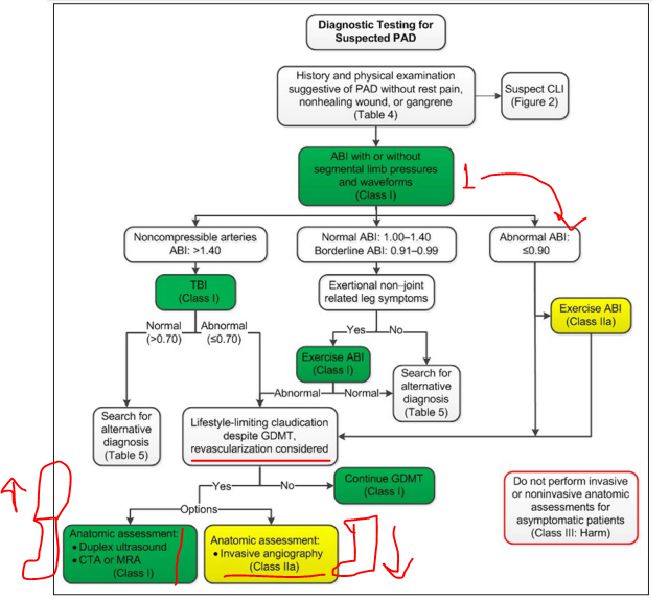 Diagnostic Testing for
Suspected PAD
History and physical examination
suggestive of PAD without rest pain,
nonhealing wound, or gangrene
(Table 4)
Suspect CLI
(Figure 2)
ABI with or without
segmental limb pressures
and waveforms
(Class I)
1
Noncompressible arteries
ABI: >1.40
Normal ABI: 1.00–1.40
Borderline ABI: 0.91–0.99
Abnormal ABI:
≤0.90
TBI
(Class I)
Exertional non–joint
related leg symptoms
Exercise ABI
(Class IIa)
Normal
(>0.70)
Abnormal
(≤0.70)
Yes
No
Exercise ABI
(Class I)
Search for
alternative
diagnosis
(Table 5)
Abnormal
Normal
Search for
alternative
diagnosis
(Table 5)
Lifestyle-limiting claudication
despite GDMT,
revascularization considered
Yes
No
Continue GDMT
(Class I)
Do not perform invasive
or noninvasive anatomic
assessments for
asymptomatic patients
(Class III: Harm)
Options
Anatomic assessment:
• Duplex ultrasound
• CTA or MRA
(Class I)
Anatomic assessment:
• Invasive angiography
(Class IIa)